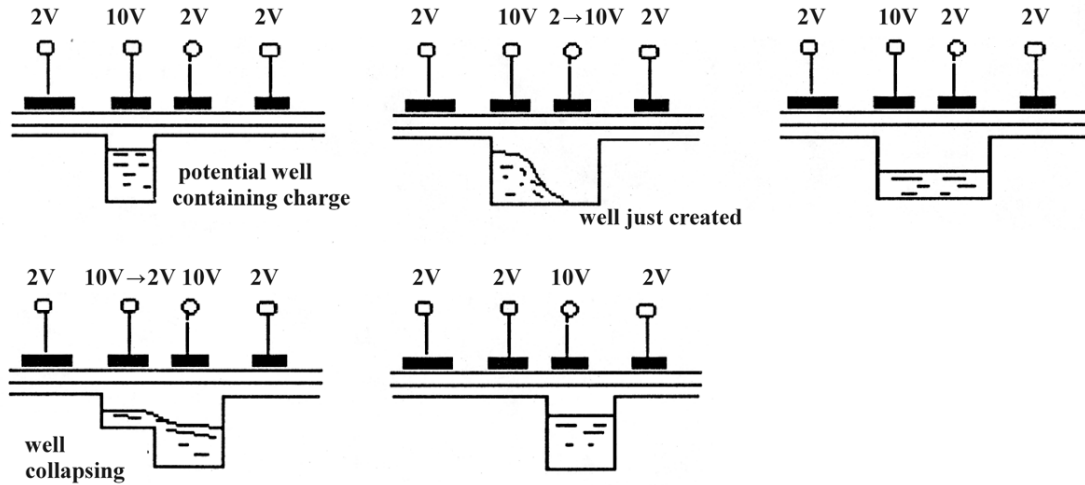 2V 10V 2V 2V
2V 10V 2→10V 2V
2V 10V 2V 2V
potential well
containing charge
well just created
2V 10V→2V 10V 2V
2V 2V 10V 2V
well
collapsing